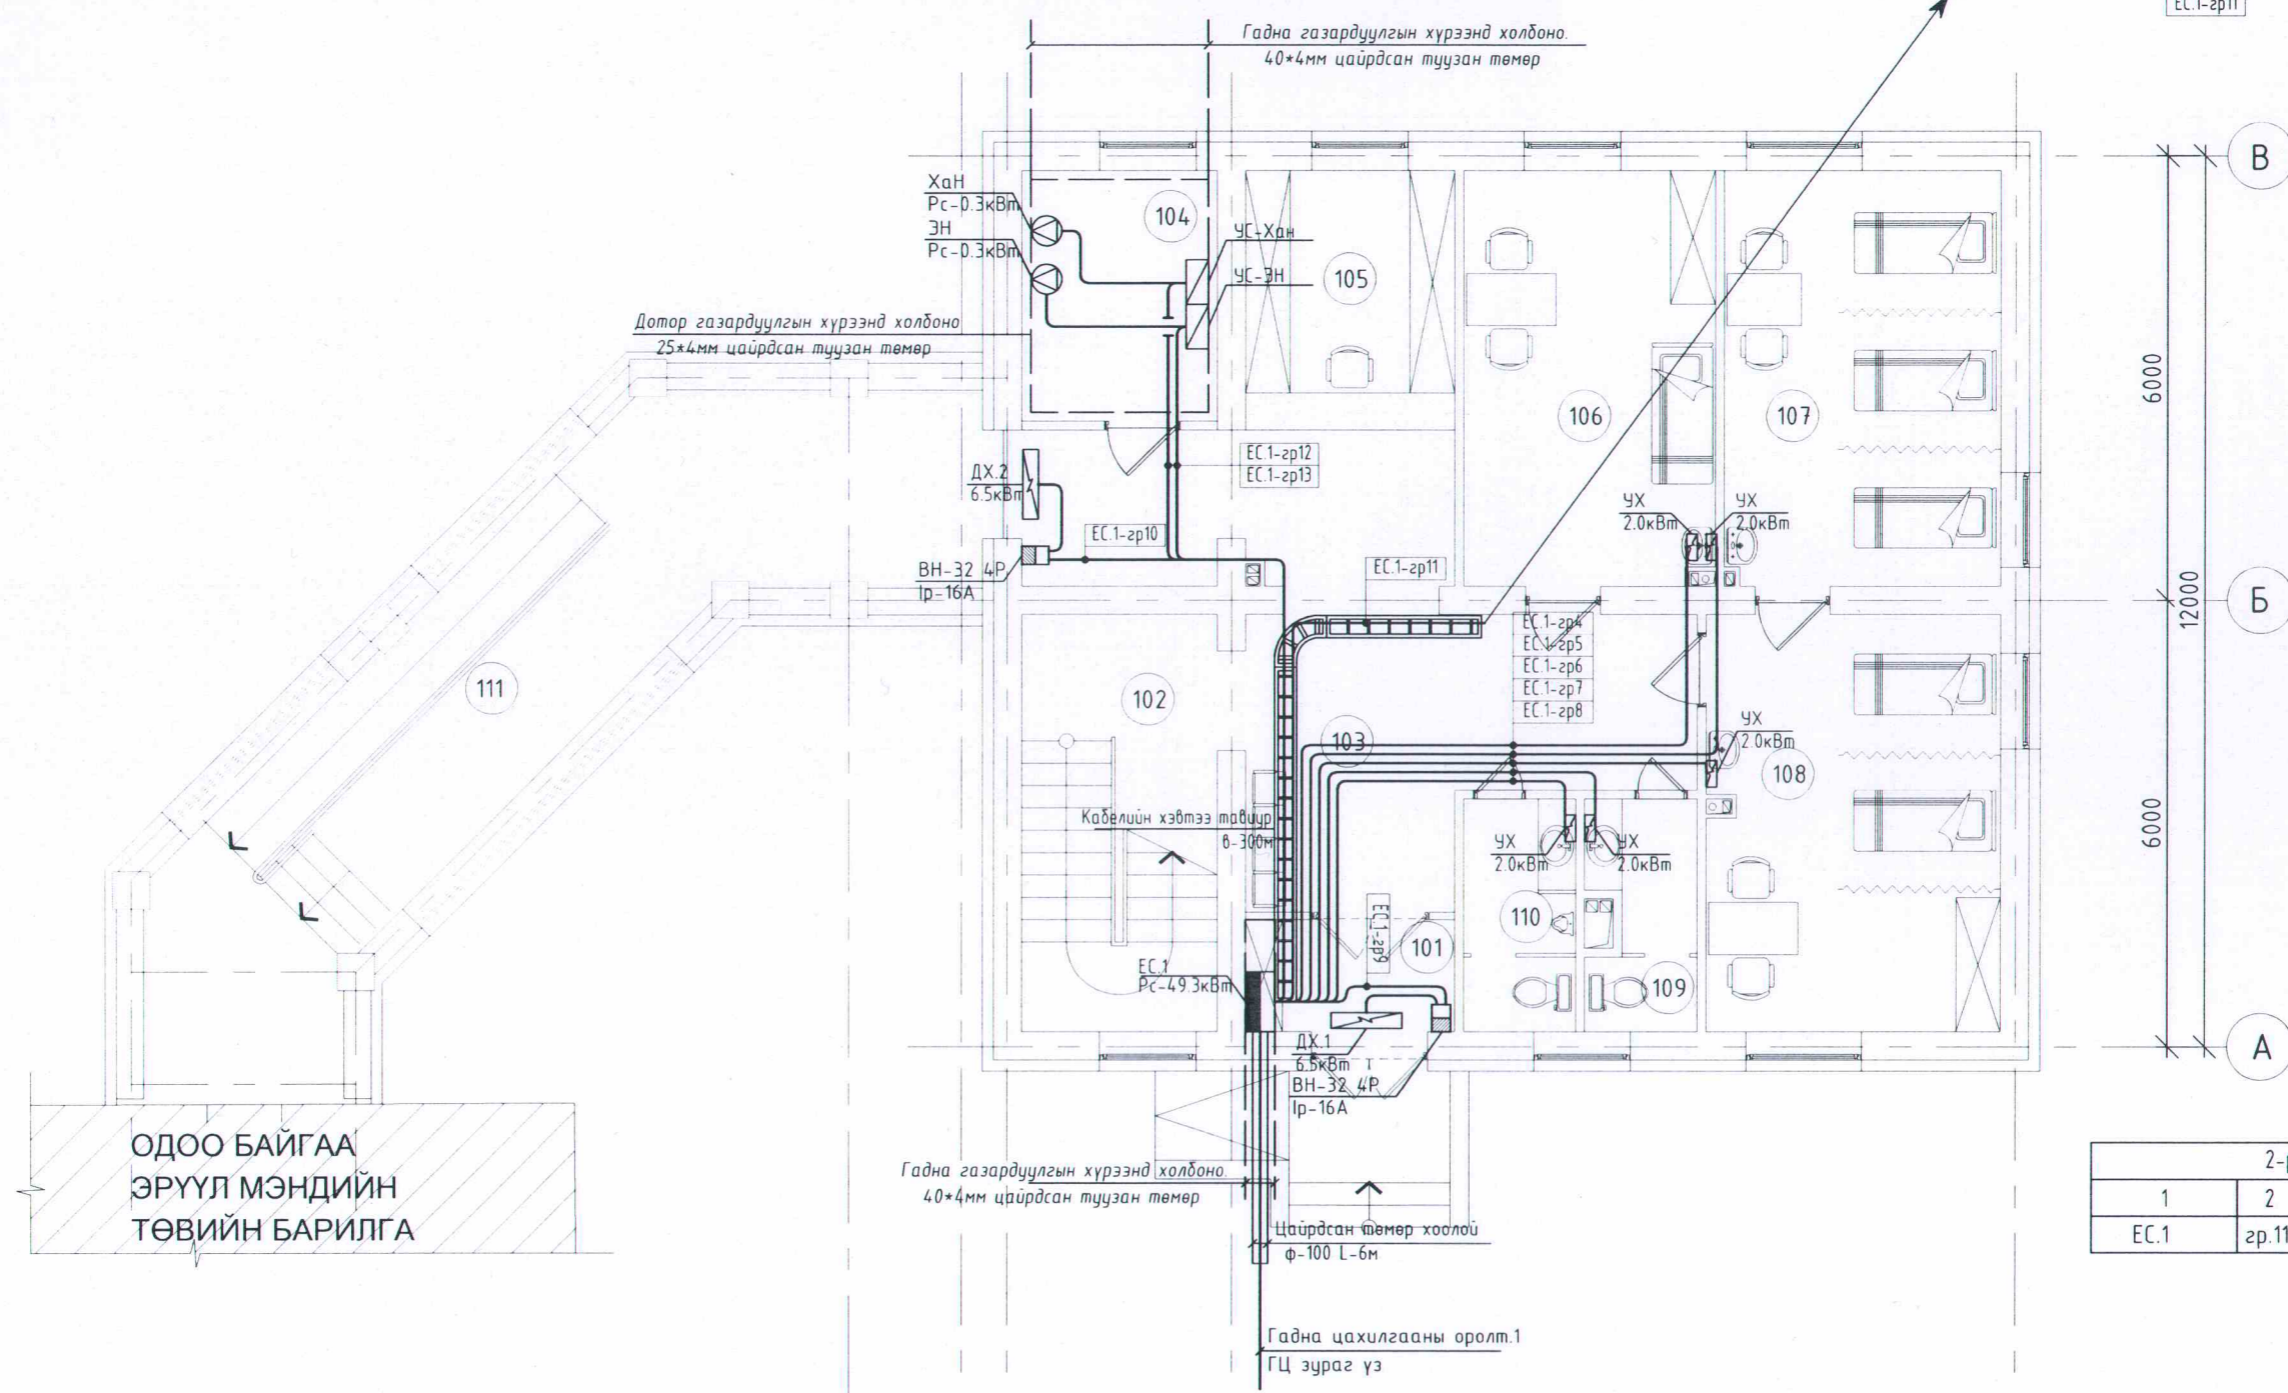 ЕС.1-гр11
Гадна газардуулгын хүрээнд холбоно.
40*4мм цайрдсан туузан төмөр
В
ХаН
Рс-0.3кВт
ЭН
Рс-0.3кВт
104
УС-Хан
УС-ЭН
105
Дотор газардуулгын хүрээнд холбоно
25*4мм цайрдсан туузан төмөр
6000
106
107
ЕС.1-гр12
ЕС.1-гр13
ДХ.2
6.5кВт
УХ
2.0кВт
УХ
2.0кВт
ЕС.1-гр10
ВН-32 4Р
Iр-16А
ЕС.1-гр11
12000
Б
ЕС.1-гр4
ЕС.1-гр5
ЕС.1-гр6
ЕС.1-гр7
ЕС.1-гр8
111
102
103
УХ
2.0кВт
108
Кабелийн хэвтээ тавиур
в-300м
6000
УХ
2.0кВт
УХ
2.0кВт
ЕС.1-гр9
110
101
ЕС.1
Рс-49.3кВт
109
ДХ.1
6.5кВт
ВН-32 4Р
Iр-16А
А
ОДОО БАЙГАА
ЭРҮҮЛ МЭНДИЙН
ТӨВИЙН БАРИЛГА
Гадна газардуулгын хүрээнд холбоно.
40*4мм цайрдсан туузан төмөр
Цайрдсан төмөр хоолой
ф-100 L-6м
2-р
1 2
ЕС.1 гр.11
Гадна цахилгааны оролт.1
ГЦ зураг үз